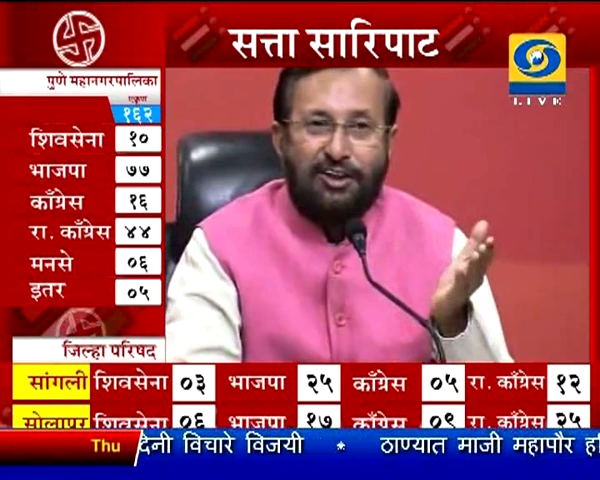 सत्ता सारिपाट
LIVE
पुणे महानगरपालिका
एकूण
१६२
शिवसेना १०
भाजपा ७७
काँग्रेस १६
रा. काँग्रेस ४४
मनसे ०६
इतर ०५
जिल्हा परिषद
सांगली शिवसेना ०३ भाजपा २५ काँग्रेस ०५ रा. काँग्रेस १२
सोलापूर शिवसेना ०६ भाजपा १७ काँग्रेस ०९ रा. काँग्रेस २५
Thu देनी विचारे विजयी * ठाण्यात माजी महापौर